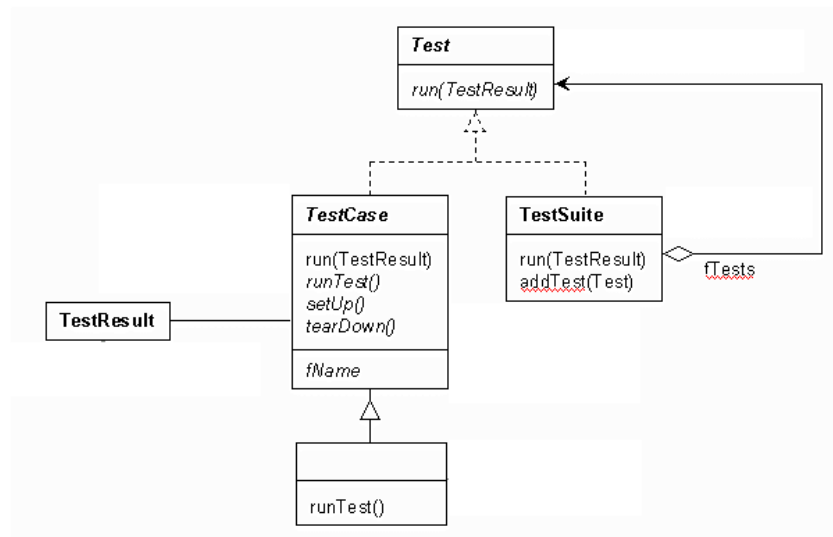 Test
run(TestResult)
TestCase
run(TestResult)
runTest()
setUp()
tearDown()
fName
TestSuite
run(TestResult)
addTest(Test)
fTests
TestResult
runTest()